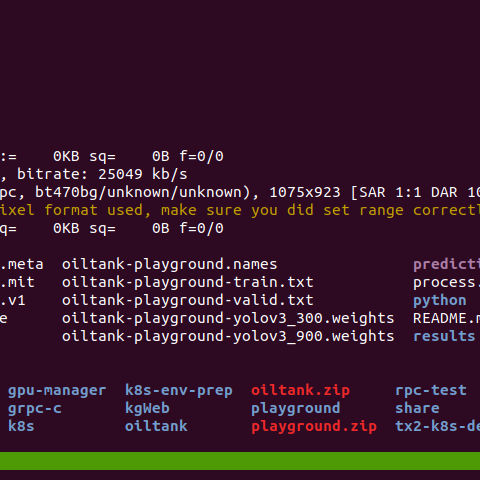 :=    0KB sq=    0B f=0/0
, bitrate: 25049 kb/s
pc, bt470bg/unknown/unknown), 1075x923 [SAR 1:1 DAR 10
ixel format used, make sure you did set range correctl
q=    0KB sq=    0B f=0/0
.meta  oiltank-playground.names               predicti
.mit   oiltank-playground-train.txt           process.
.v1    oiltank-playground-valid.txt           python
e      oiltank-playground-yolov3_300.weights  README.m
oiltank-playground-yolov3_900.weights  results
gpu-manager  k8s-env-prep  oiltank.zip     rpc-test
grpc-c       kgWeb         playground      share
k8s          oiltank       playground.zip  tx2-k8s-de